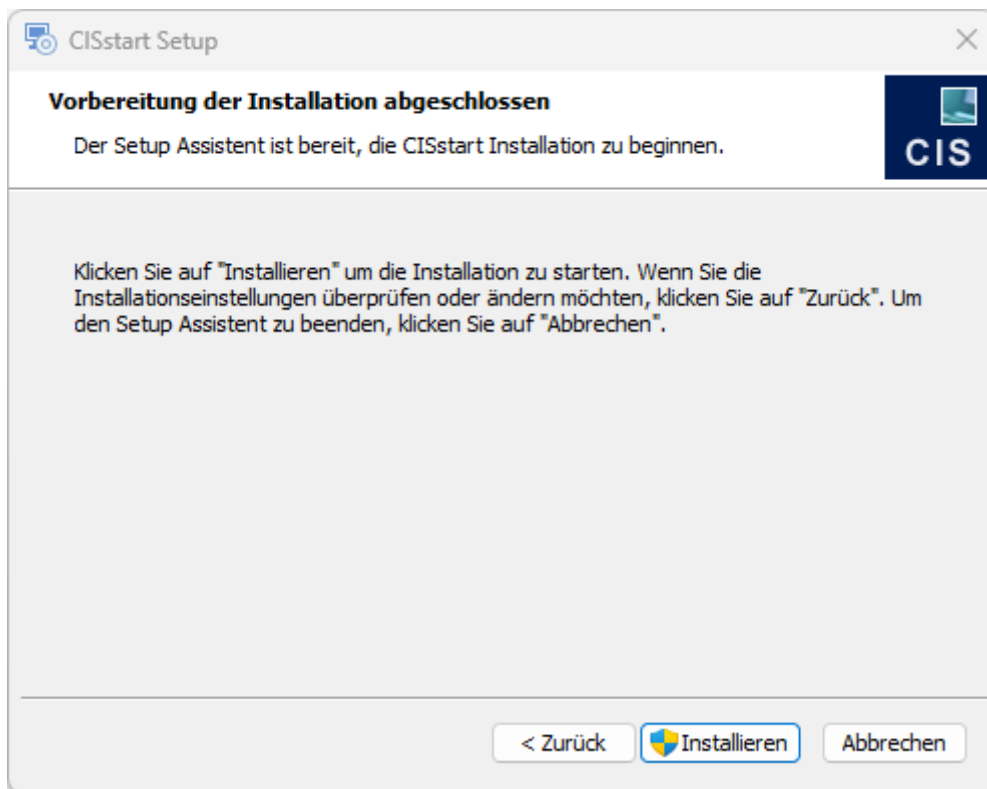 CISstart Setup
Vorbereitung der Installation abgeschlossen
Der Setup Assistent ist bereit, die CISstart Installation zu beginnen.
CIS
Klicken Sie auf "Installieren" um die Installation zu starten. Wenn Sie die
Installationseinstellungen überprüfen oder ändern möchten, klicken Sie auf "Zurück". Um
den Setup Assistent zu beenden, klicken Sie auf "Abbrechen".
< Zurück Installieren Abbrechen